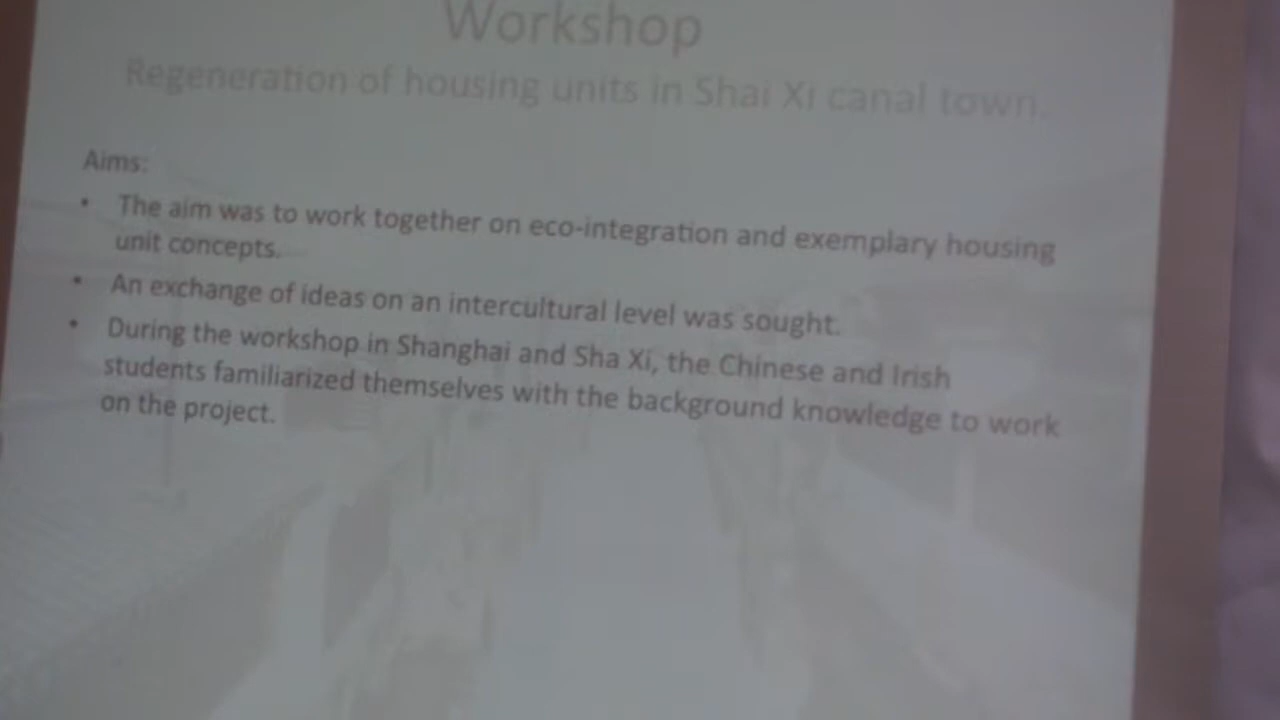 Workshop
Regeneration of housing units in Shai Xi canal town.
Aims:
• The aim was to work together on eco-integration and exemplary housing
unit concepts.
• An exchange of ideas on an intercultural level was sought.
• During the workshop in Shanghai and Sha Xi, the Chinese and Irish
students familiarized themselves with the background knowledge to work
on the project.